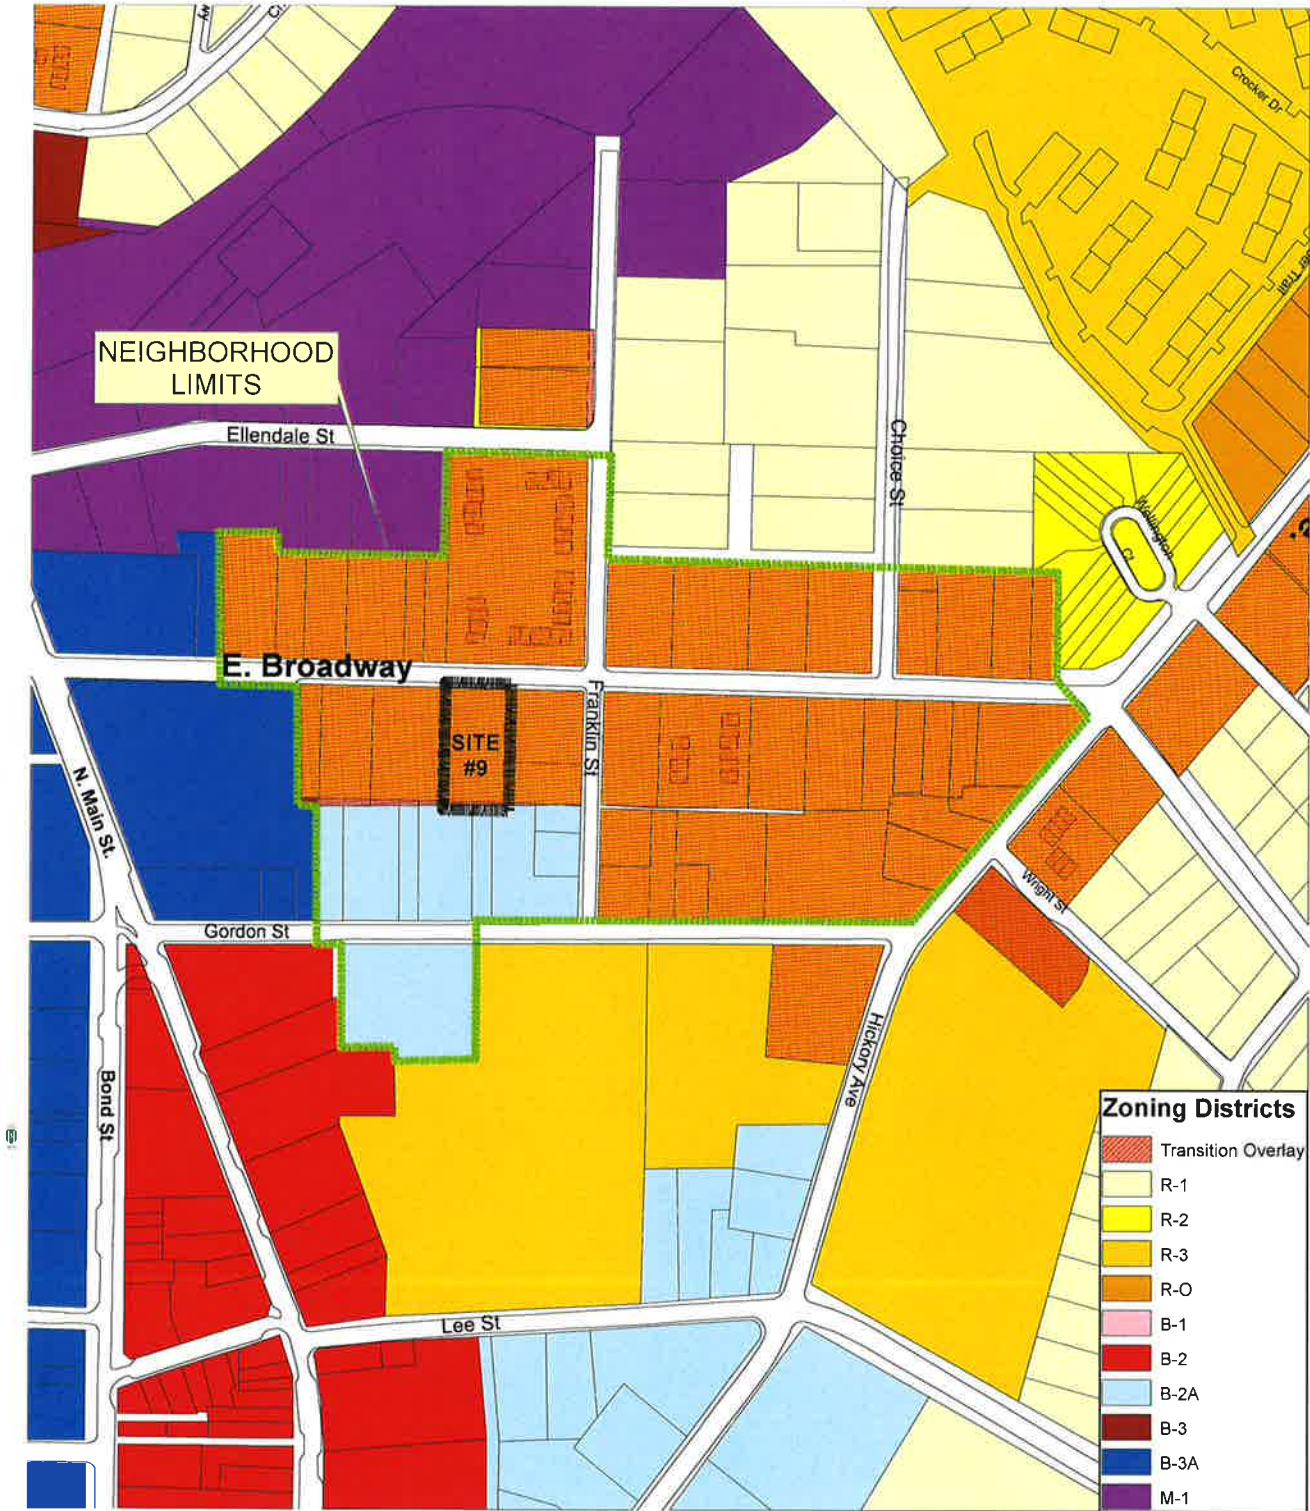 Crocker Dr
NEIGHBORHOOD
LIMITS
Ellendale St
Choice St
Wellington
Ct
E. Broadway
Franklin St
SITE
#9
N. Main St.
Wright St
Gordon St
Hickory Ave
Bond St
Lee St
Zoning Districts
Transition Overlay
R-1
R-2
R-3
R-O
B-1
B-2
B-2A
B-3
B-3A
M-1